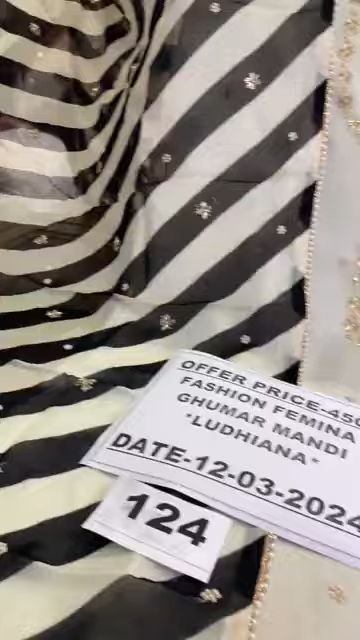 OFFER PRICE-450
FASHION FEMINA
GHUMAR MANDI
*LUDHIANA*
DATE-12-03-2024
124